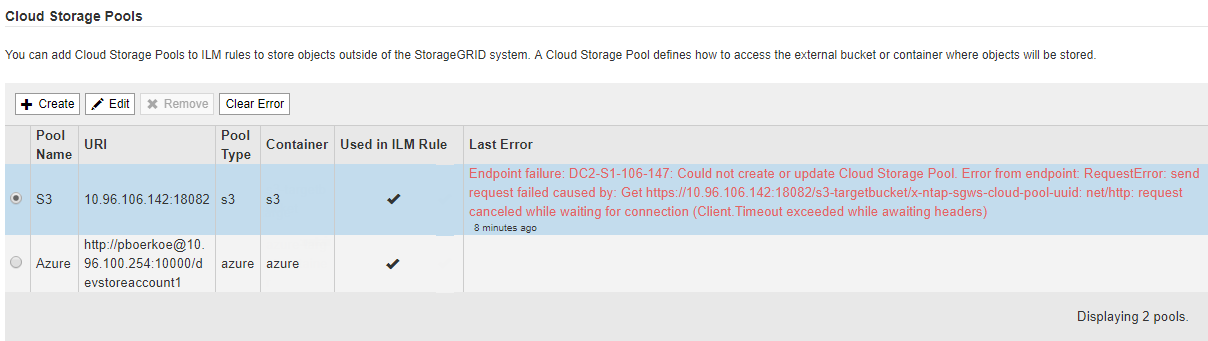 Cloud Storage Pools
You can add Cloud Storage Pools to ILM rules to store objects outside of the StorageGRID system. A Cloud Storage Pool defines how to access the external bucket or container where objects will be stored.
Create Edit Remove Clear Error
Pool Name URI Pool Type Container Used in ILM Rule Last Error
S3 10.96.106.142:18082 s3 s3
Endpoint failure: DC2-S1-106-147: Could not create or update Cloud Storage Pool. Error from endpoint: RequestError: send
request failed caused by: Get https://10.96.106.142:18082/s3-targetbucket/x-ntap-sgws-cloud-pool-uuid: net/http: request
canceled while waiting for connection (Client.Timeout exceeded while awaiting headers)
8 minutes ago
http://pboerkoe@10.
Azure 96.100.254:10000/d azure azure
evstoreaccount1
Displaying 2 pools.